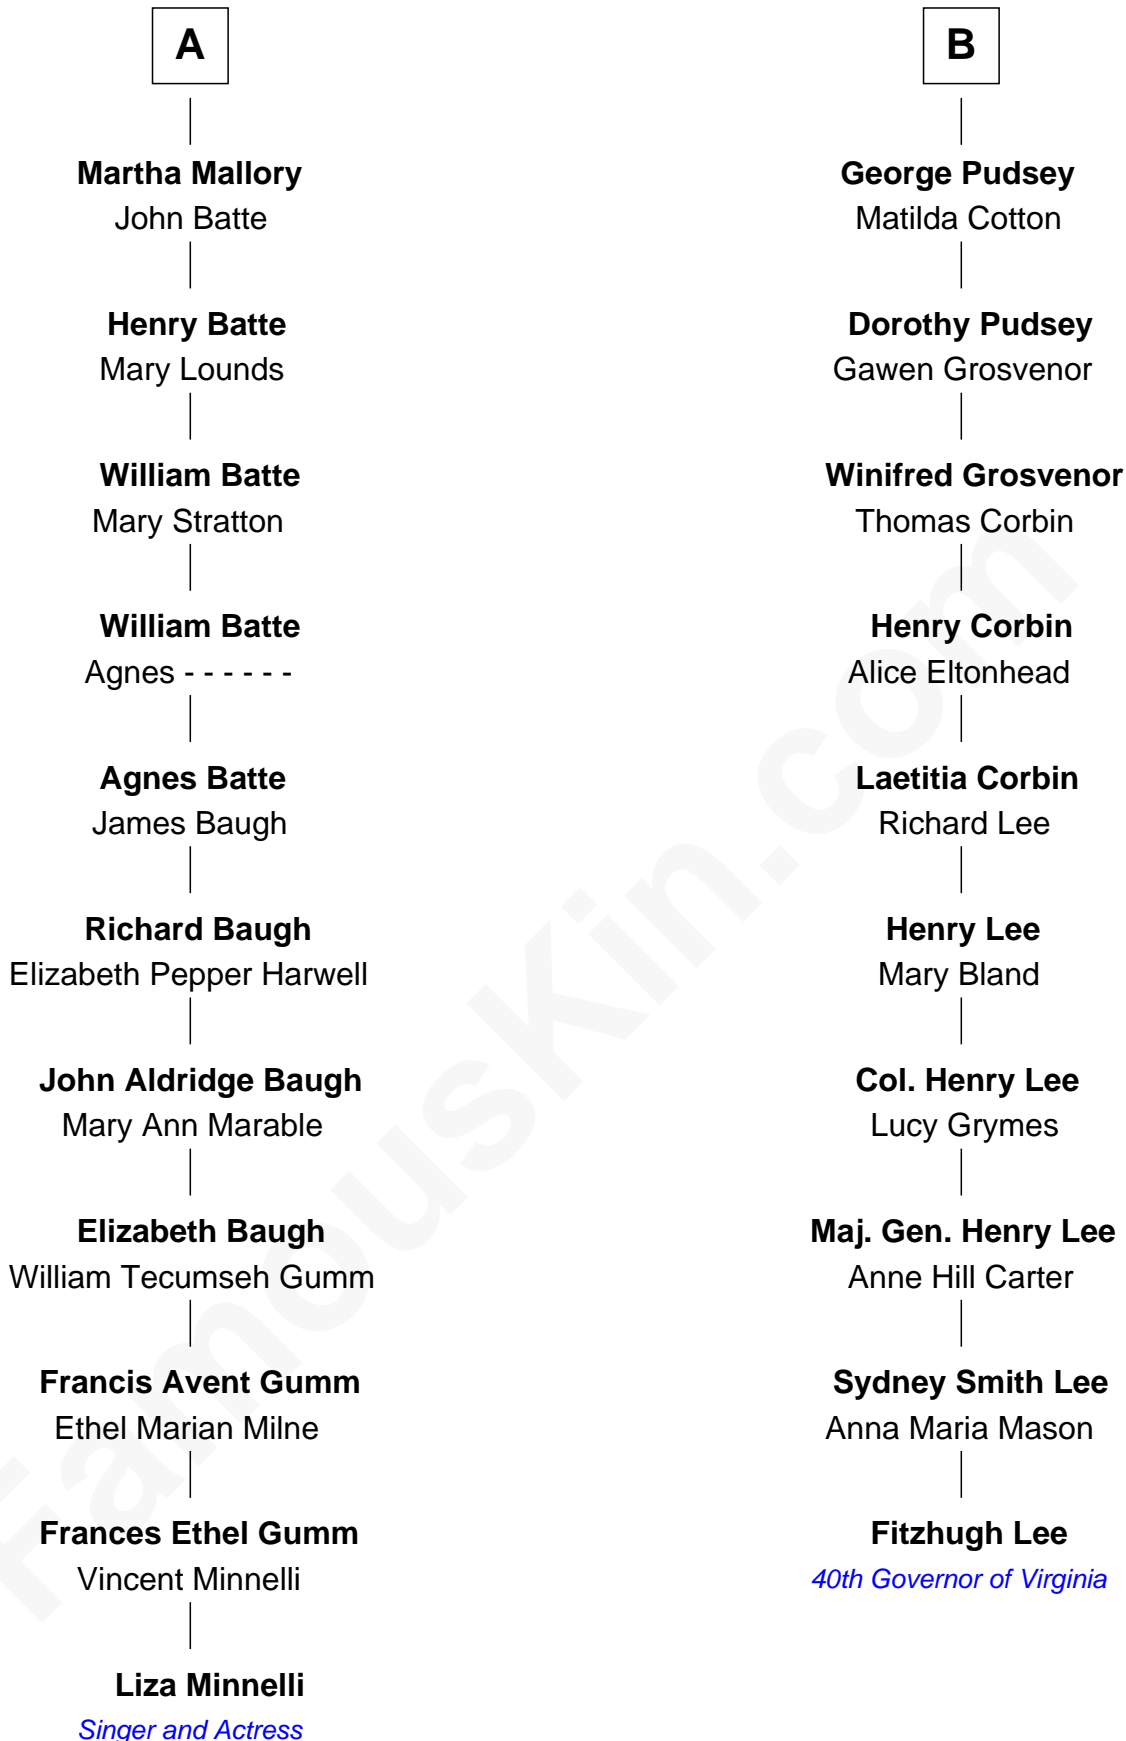 A
Martha Mallory
John Batte
Henry Batte
Mary Lounds
William Batte
Mary Stratton
William Batte
Agnes - - - - - -
Agnes Batte
James Baugh
Richard Baugh
Elizabeth Pepper Harwell
John Aldridge Baugh
Mary Ann Marable
Elizabeth Baugh
William Tecumseh Gumm
Francis Avent Gumm
Ethel Marian Milne
Frances Ethel Gumm
Vincent Minnelli
Liza Minnelli
Singer and Actress
B
George Pudsey
Matilda Cotton
Dorothy Pudsey
Gawen Grosvenor
Winifred Grosvenor
Thomas Corbin
Henry Corbin
Alice Eltonhead
Laetitia Corbin
Richard Lee
Henry Lee
Mary Bland
Col. Henry Lee
Lucy Grymes
Maj. Gen. Henry Lee
Anne Hill Carter
Sydney Smith Lee
Anna Maria Mason
Fitzhugh Lee
40th Governor of Virginia
FamousKin.com